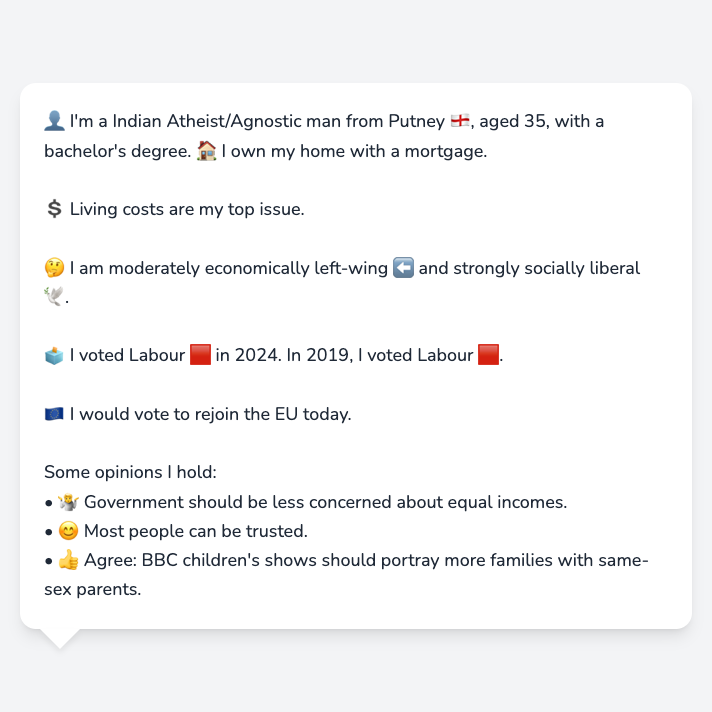 👤 I'm a Indian Atheist/Agnostic man from Putney 🏴󠁧󠁢󠁥󠁮󠁧󠁿, aged 35, with a
bachelor's degree. 🏠 I own my home with a mortgage.
💲 Living costs are my top issue.
🤔 I am moderately economically left-wing ⬅️ and strongly socially liberal
🕊️.
🗳️ I voted Labour 🟥 in 2024. In 2019, I voted Labour 🟥.
🇪🇺 I would vote to rejoin the EU today.
Some opinions I hold:
• 🤷 Government should be less concerned about equal incomes.
• 😊 Most people can be trusted.
• 👍 Agree: BBC children's shows should portray more families with same-
sex parents.